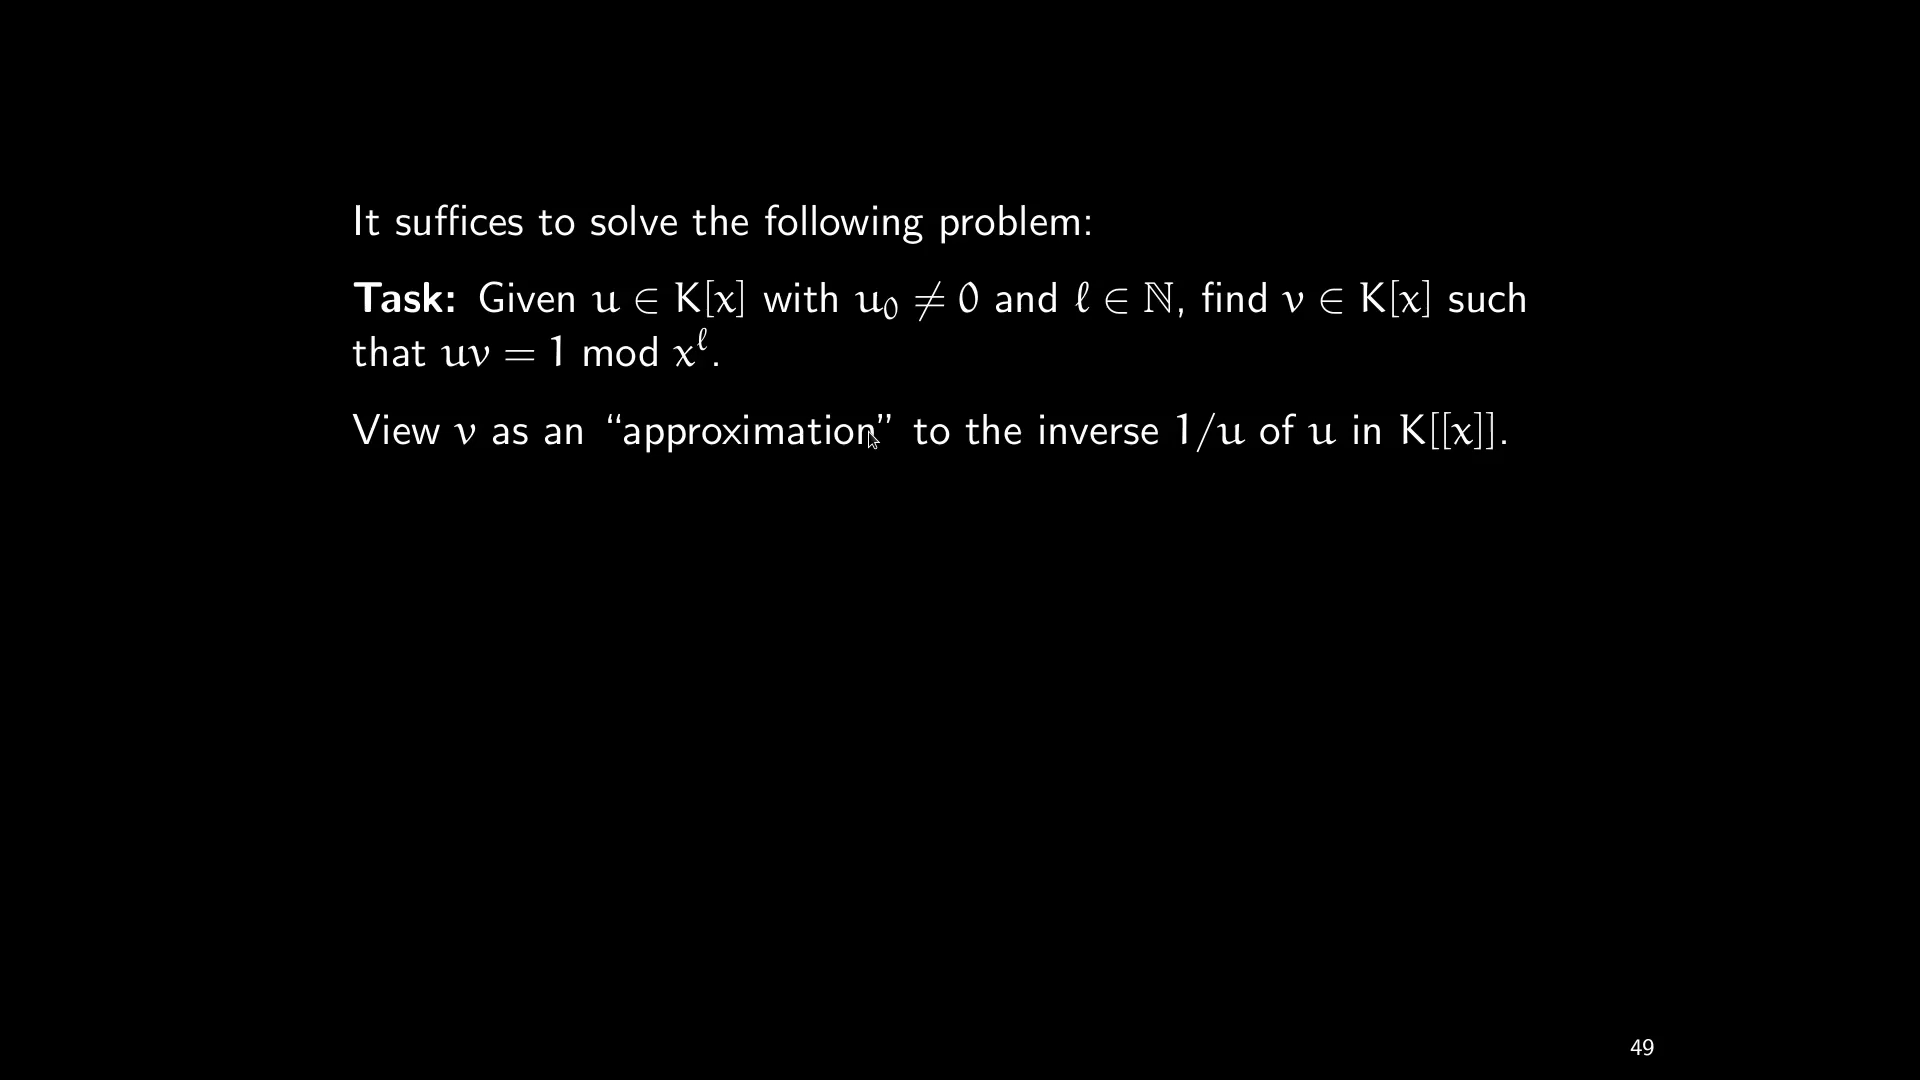 It suffices to solve the following problem:
Task: Given u ∈ K[x] with u₀ ≠ 0 and ℓ ∈ ℕ, find v ∈ K[x] such
that uv = 1 mod x^ℓ.
View v as an “approximation” to the inverse 1/u of u in K[[x]].
49